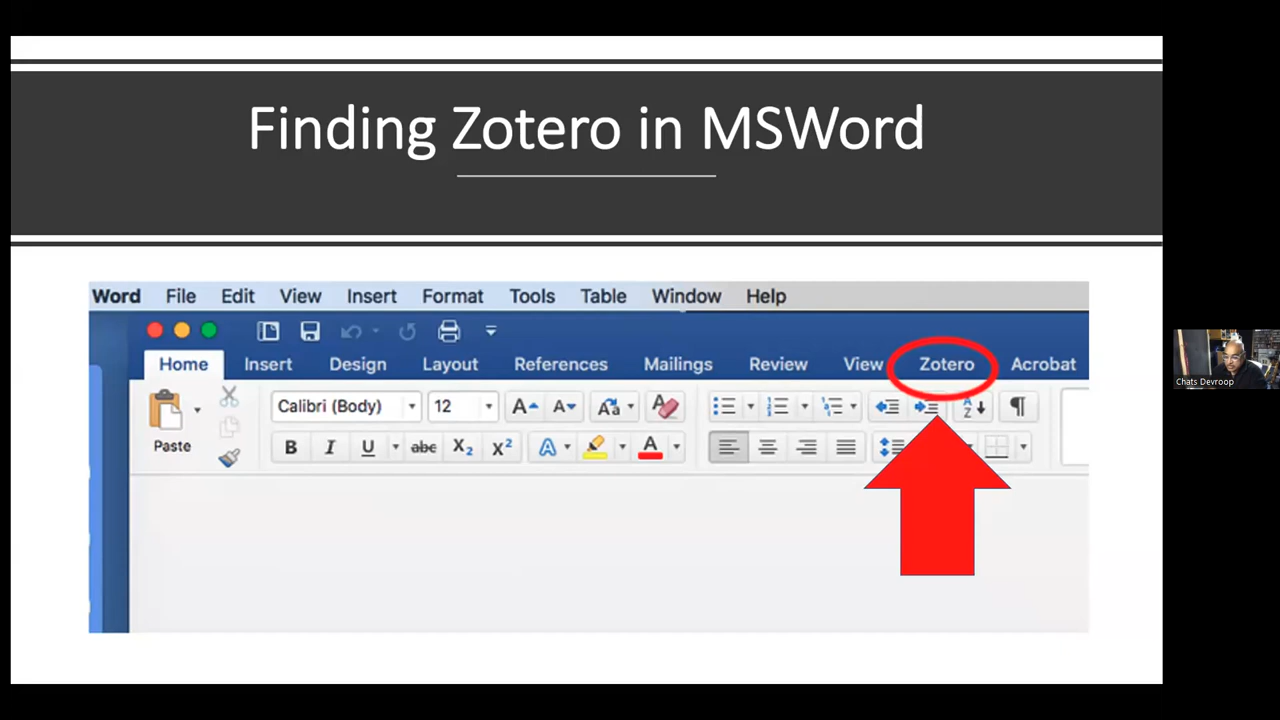 Finding Zotero in MSWord
Word File Edit View Insert Format Tools Table Window Help
Home Insert Design Layout References Mailings Review View Zotero Acrobat
Calibri (Body) 12 A A Aa A A Z ¶
Paste B I U abc X2 X2 A A
Chats Devroop